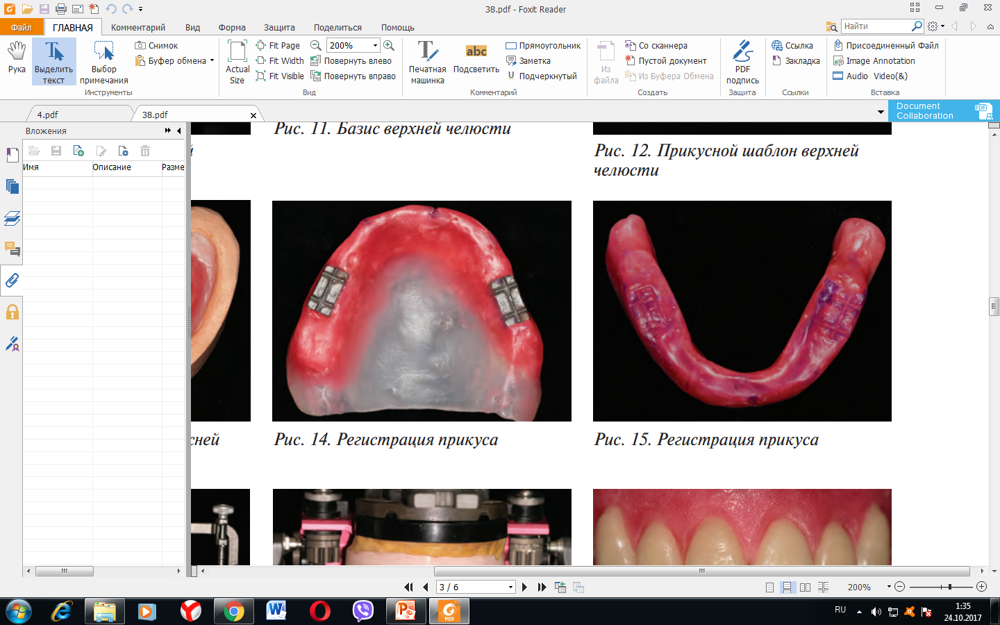 38.pdf - Foxit Reader
Файл ГЛАВНАЯ Комментарий Вид Форма Защита Поделиться Помощь
Найти
Рука
Выделить текст
Выбор примечания
Снимок
Буфер обмена
Инструменты
Actual Size
Fit Page
Fit Width
Fit Visible
200%
Повернуть влево
Повернуть вправо
Вид
Печатная машинка
abc
Подсветить
Прямоугольник
Заметка
Подчеркнутый
Комментарий
Из файла
Со сканера
Пустой документ
Из Буфера Обмена
Создать
PDF подпись
Защита
Ссылка
Закладка
Ссылки
Присоединенный Файл
Image Annotation
Audio Video(&)
Вставка
4.pdf
38.pdf
Document
Collaboration
PDF
Вложения
Имя Описание Разме
й
Рис. 11. Базис верхней челюсти
Рис. 12. Прикусной шаблон верхней
челюсти
хней
Рис. 14. Регистрация прикуса
Рис. 15. Регистрация прикуса
3 / 6
200%
RU
1:35
24.10.2017
PDF